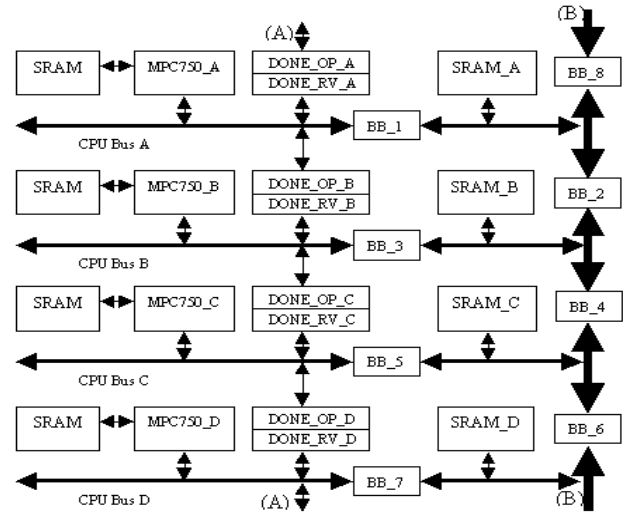 (A) (B)
SRAM MPC750_A DONE_OP_A SRAM_A BB_8
DONE_RV_A
BB_1
CPU Bus A
SRAM MPC750_B DONE_OP_B SRAM_B BB_2
DONE_RV_B
BB_3
CPU Bus B
SRAM MPC750_C DONE_OP_C SRAM_C BB_4
DONE_RV_C
BB_5
CPU Bus C
SRAM MPC750_D DONE_OP_D SRAM_D BB_6
DONE_RV_D
BB_7
CPU Bus D (A) (B)